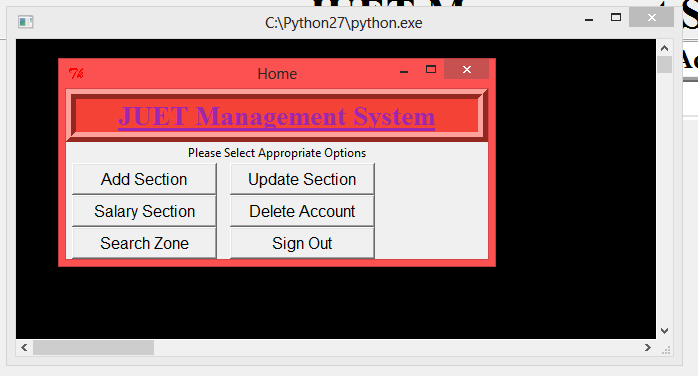 C:\Python27\python.exe
Home
JUET Management System
Please Select Appropriate Options
Add Section Update Section
Salary Section Delete Account
Search Zone Sign Out